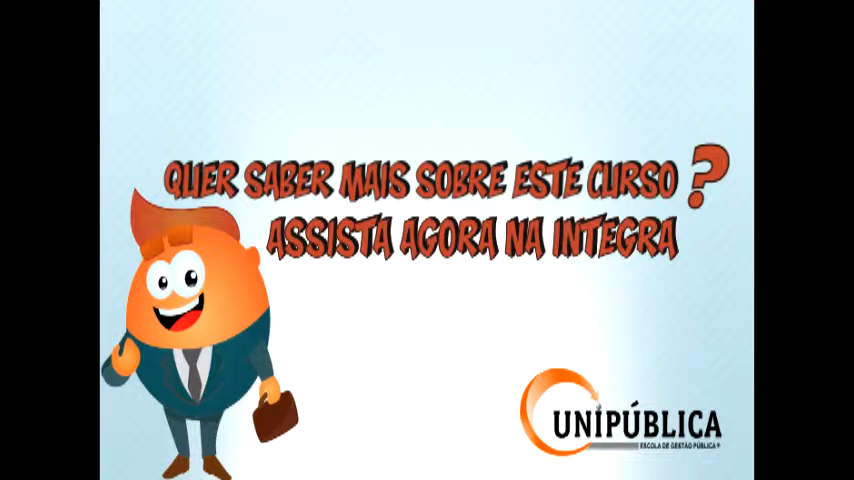 QUER SABER MAIS SOBRE ESTE CURSO ?
ASSISTA AGORA NA INTEGRA
UNIPÚBLICA
ESCOLA DE GESTÃO PÚBLICA®